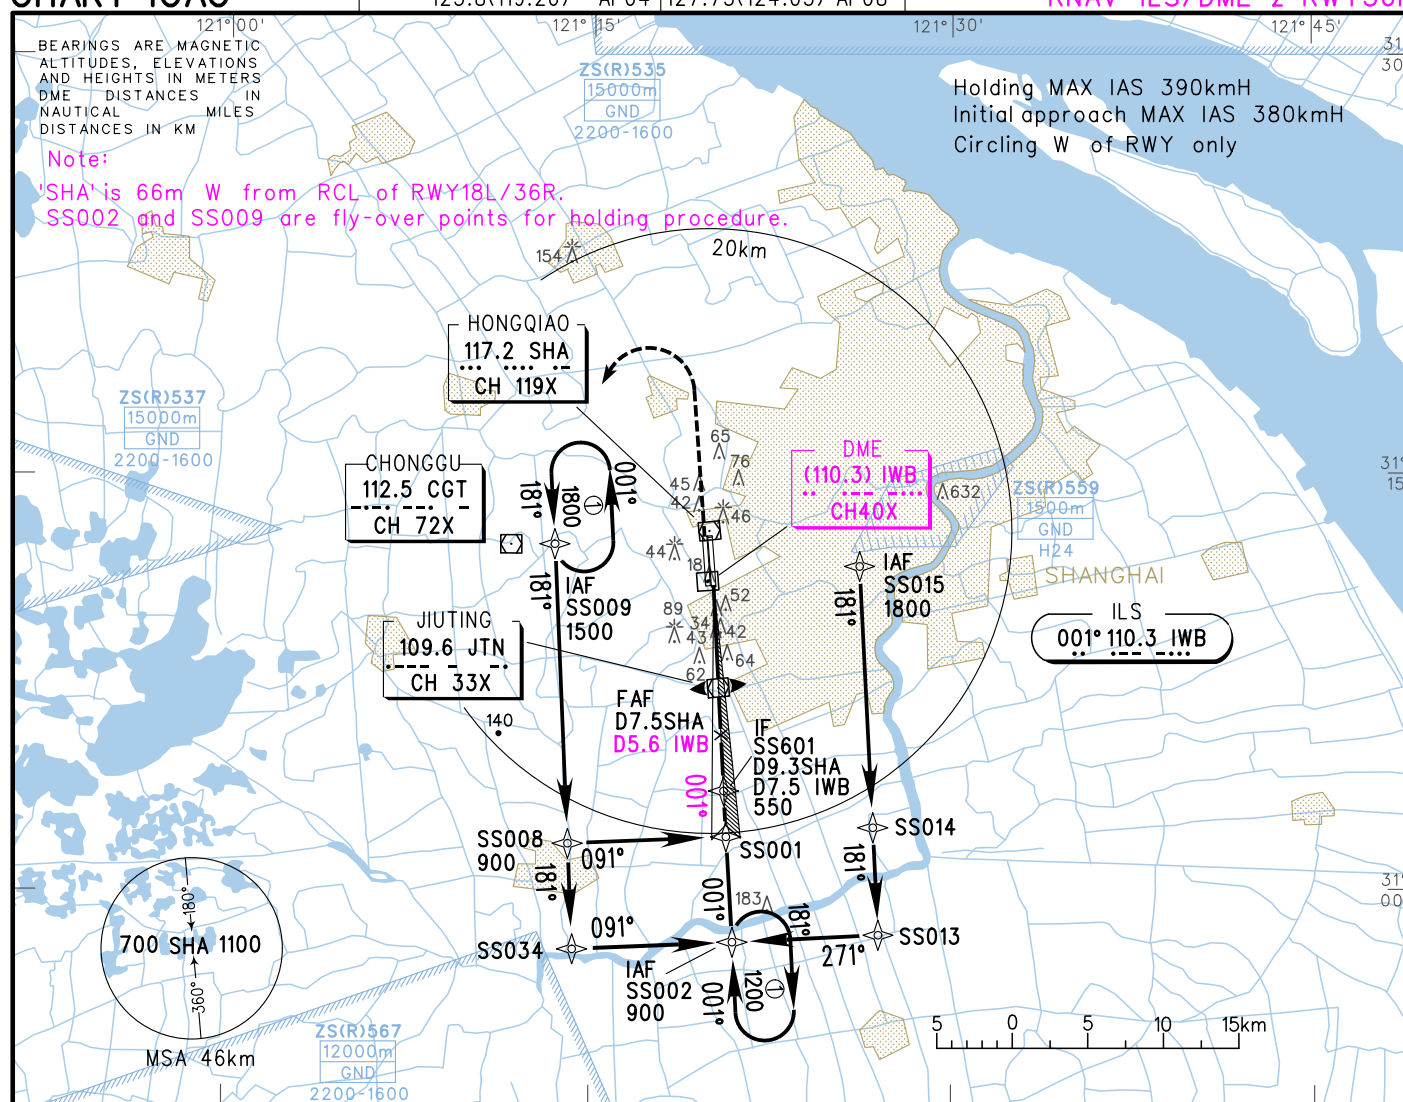 121°00'
121°15'
121°30'
121°45'
BEARINGS ARE MAGNETIC
ALTITUDES, ELEVATIONS
AND HEIGHTS IN METERS
DME DISTANCES IN
NAUTICAL MILES
DISTANCES IN KM
Note:
'SHA' is 66m W from RCL of RWY18L/36R.
SS002 and SS009 are fly-over points for holding procedure.
Holding MAX IAS 390kmH
Initial approach MAX IAS 380kmH
Circling W of RWY only
ZS(R)535
15000m
GND
2200-1600
31°
30
154
20km
HONGQIAO
117.2 SHA
CH 119X
ZS(R)537
15000m
GND
2200-1600
CHONGGU
112.5 CGT
CH 72X
181°
1800
①
001°
65
76
45
42
46
44
18
DME
(110.3) IWB
CH40X
632
ZS(R)559
1500m
GND
H24
31°
15
SHANGHAI
181°
IAF
SS009
1500
181°
IAF
SS015
1800
JIUTING
109.6 JTN
CH 33X
89
34
43
52
42
64
62
ILS
001° 110.3 IWB
140
FAF
D7.5SHA
D5.6 IWB
001°
IF
SS601
D9.3SHA
D7.5 IWB
550
SS008
900
091°
181°
SS001
SS014
181°
001°
183
181°
SS034
091°
271°
SS013
IAF
SS002
900
001°
1200
①
31°
00
180°
700 SHA 1100
360°
MSA 46km
ZS(R)567
12000m
GND
2200-1600
5 0 5 10 15km